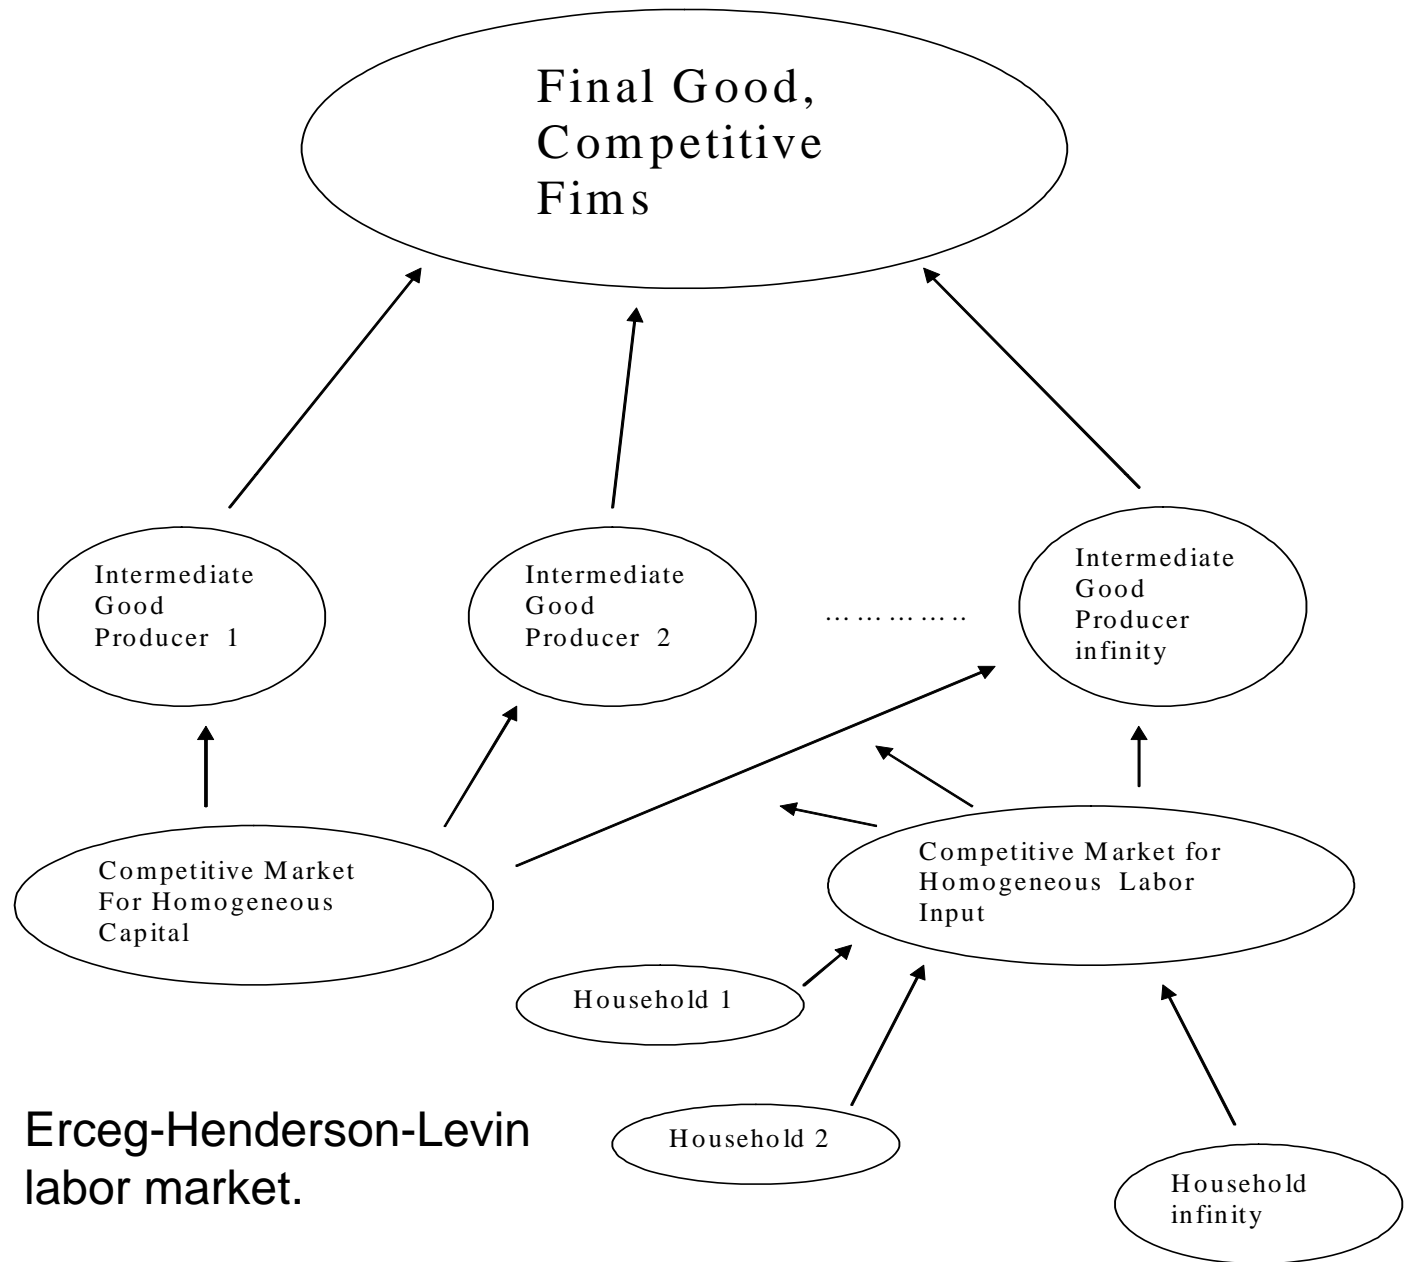 Final Good,
Competitive
Fims
Intermediate
Good
Producer 1
Intermediate
Good
Producer 2
……………..
Intermediate
Good
Producer
infinity
Competitive Market
For Homogeneous
Capital
Competitive Market for
Homogeneous Labor
Input
Household 1
Household 2
Household
infinity
Erceg-Henderson-Levin
labor market.